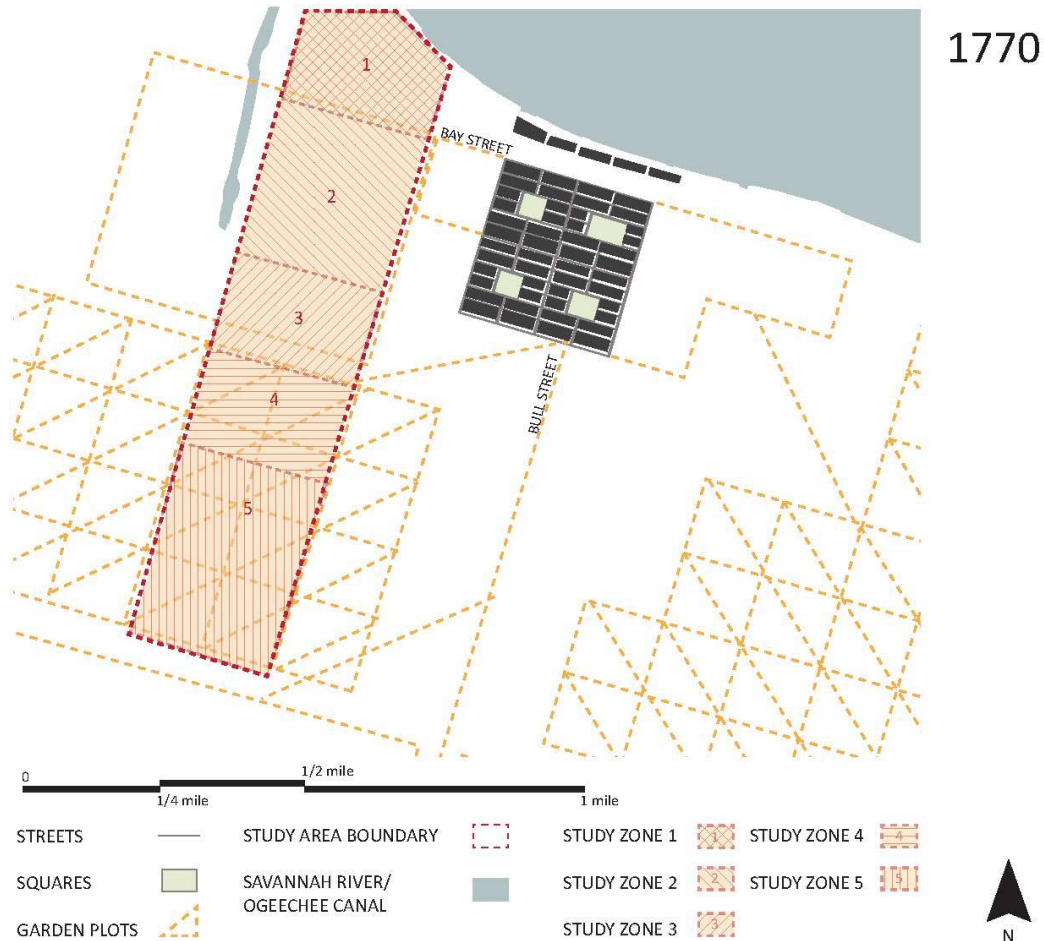 1770
1
BAY STREET
2
3
4
BULL STREET
5
0
1/2 mile
1/4 mile
1 mile
STREETS
SQUARES
GARDEN PLOTS
STUDY AREA BOUNDARY
SAVANNAH RIVER/
OGEECHEE CANAL
STUDY ZONE 1 1
STUDY ZONE 2 2
STUDY ZONE 3 3
STUDY ZONE 4 4
STUDY ZONE 5 5
N